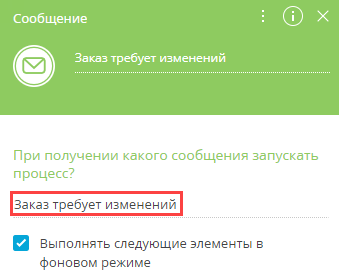 Сообщение
Заказ требует изменений
При получении какого сообщения запускать
процесс?
Заказ требует изменений
Выполнять следующие элементы в
фоновом режиме